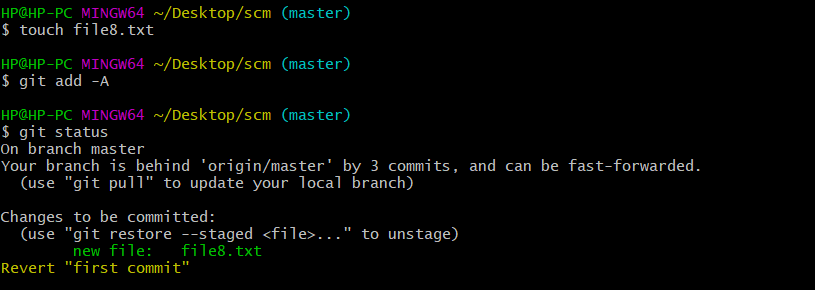 HP@HP-PC MINGW64 ~/Desktop/scm (master)
$ touch file8.txt
HP@HP-PC MINGW64 ~/Desktop/scm (master)
$ git add -A
HP@HP-PC MINGW64 ~/Desktop/scm (master)
$ git status
On branch master
Your branch is behind 'origin/master' by 3 commits, and can be fast-forwarded.
(use "git pull" to update your local branch)
Changes to be committed:
(use "git restore --staged <file>..." to unstage)
new file: file8.txt
Revert "first commit"